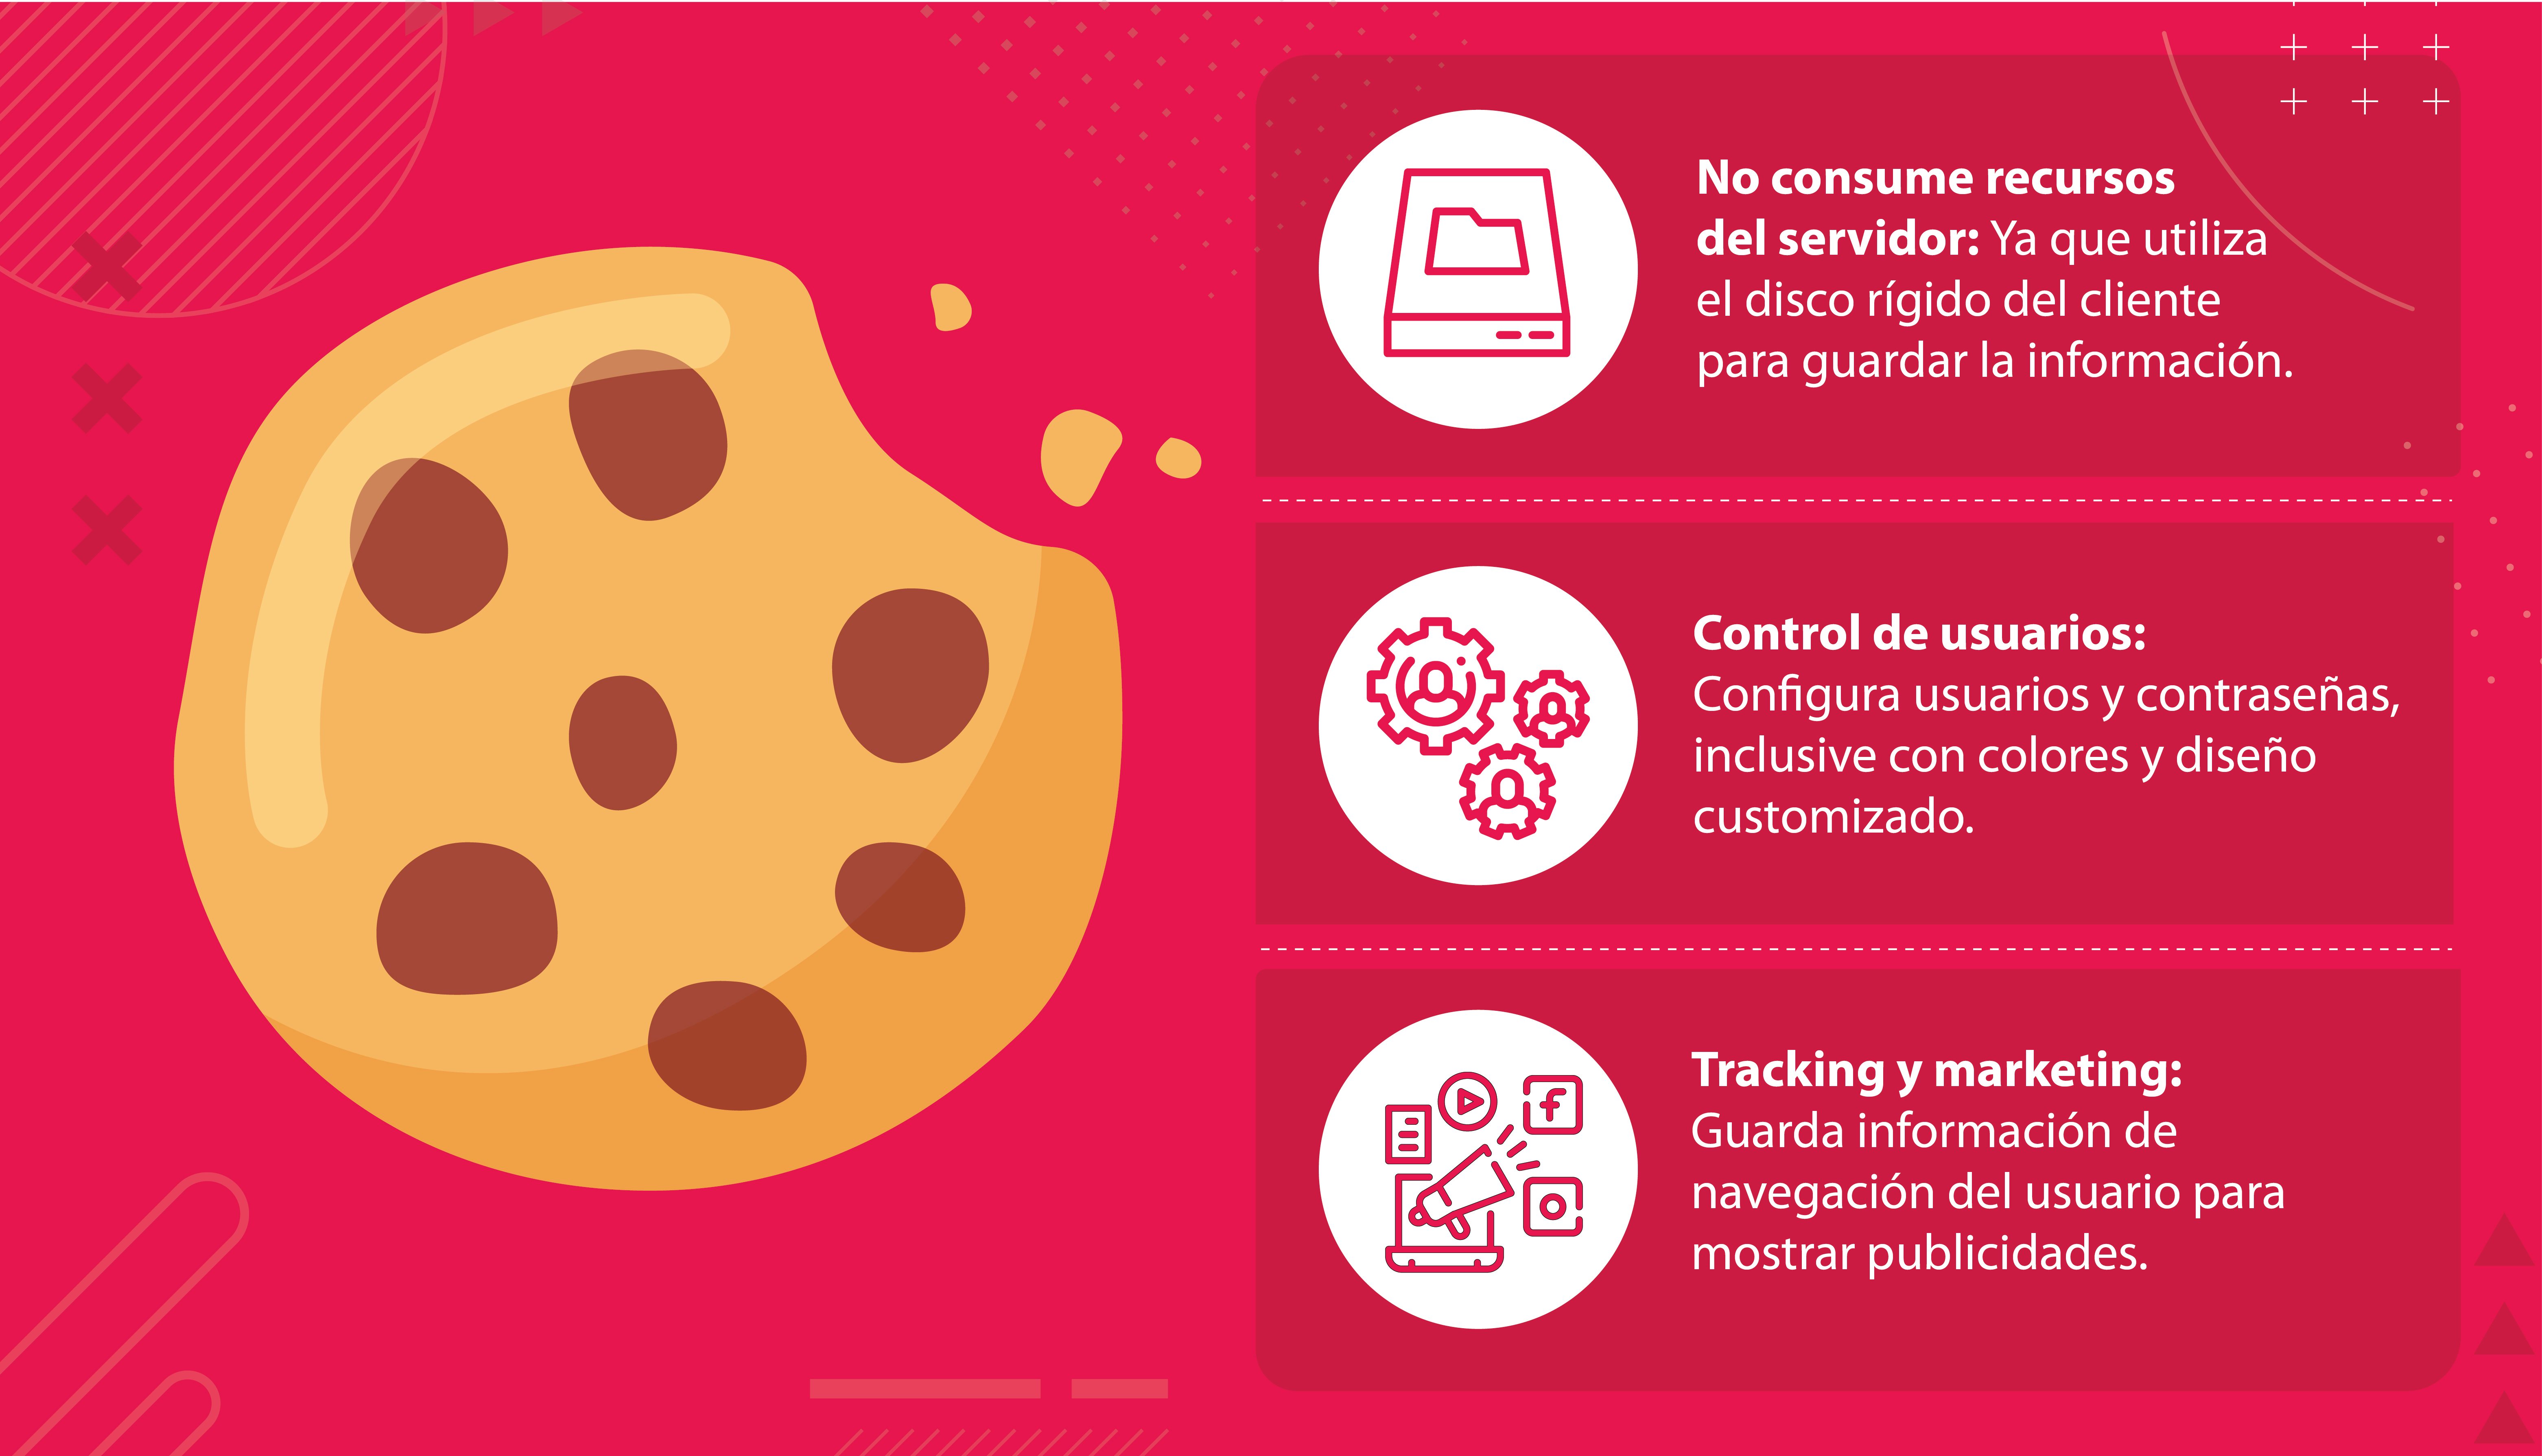 No consume recursos
del servidor: Ya que utiliza
el disco rígido del cliente
para guardar la información.
Control de usuarios:
Configura usuarios y contraseñas,
inclusive con colores y diseño
customizado.
Tracking y marketing:
Guarda información de
navegación del usuario para
mostrar publicidades.